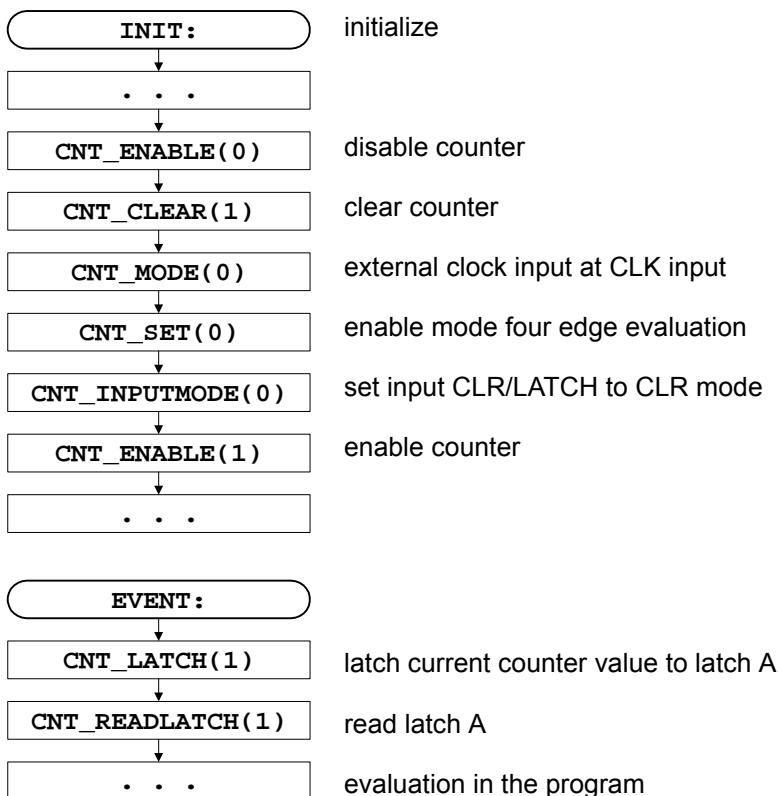 INIT: initialize
. . .
CNT_ENABLE(0) disable counter
CNT_CLEAR(1) clear counter
CNT_MODE(0) external clock input at CLK input
CNT_SET(0) enable mode four edge evaluation
CNT_INPUTMODE(0) set input CLR/LATCH to CLR mode
CNT_ENABLE(1) enable counter
. . .
EVENT:
CNT_LATCH(1) latch current counter value to latch A
CNT_READLATCH(1) read latch A
. . . evaluation in the program